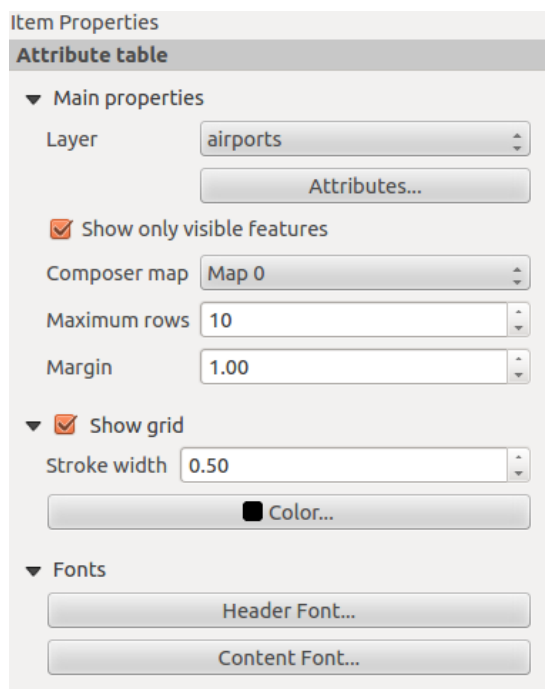 Item Properties
Attribute table
Main properties
Layer airports
Attributes...
Show only visible features
Composer map Map 0
Maximum rows 10
Margin 1.00
Show grid
Stroke width 0.50
Color...
Fonts
Header Font...
Content Font...